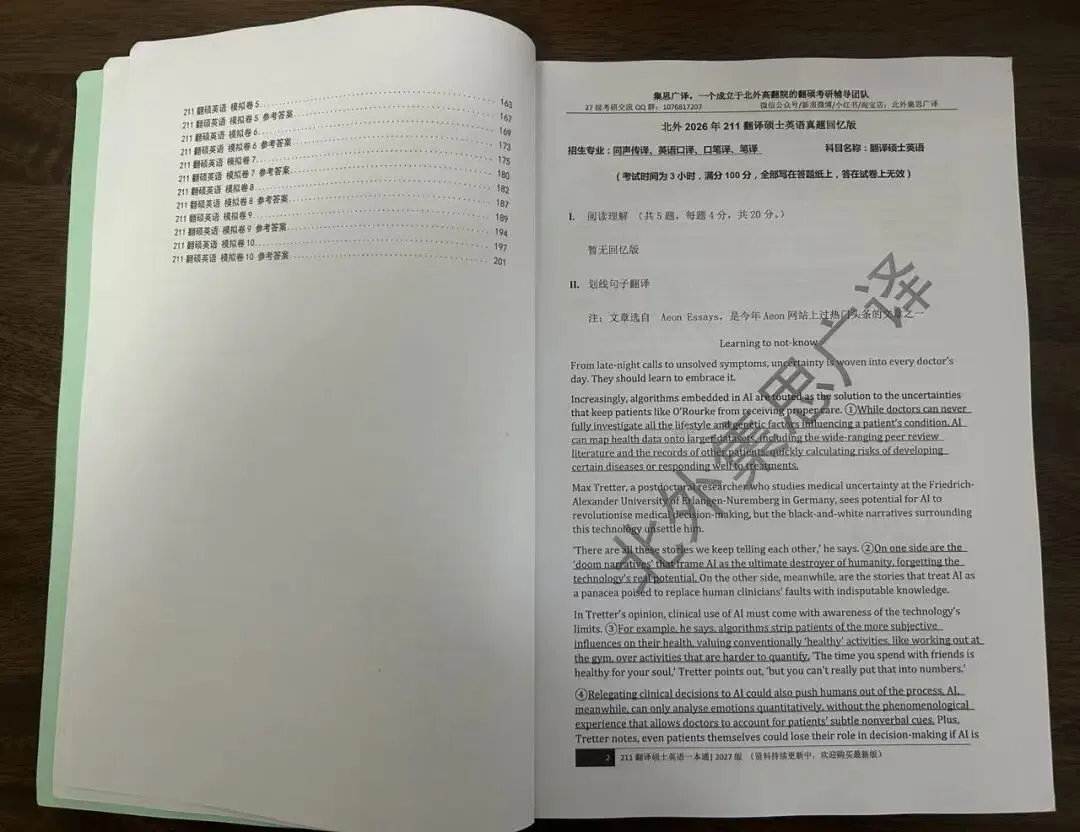 211 翻硕英语 模拟卷 5 163
211 翻硕英语 模拟卷 5 参考答案 167
211 翻硕英语 模拟卷 6 169
211 翻硕英语 模拟卷 6 参考答案 173
211 翻硕英语 模拟卷 7 175
211 翻硕英语 模拟卷 7 参考答案 180
211 翻硕英语 模拟卷 8 182
211 翻硕英语 模拟卷 8 参考答案 187
211 翻硕英语 模拟卷 9 189
211 翻硕英语 模拟卷 9 参考答案 194
211 翻硕英语 模拟卷 10 197
211 翻硕英语 模拟卷 10 参考答案 201
集思广译，一个成立于北外高翻院的翻硕考研辅导团队
27 级考研交流 QQ 群：1076817207 微信公众号/新浪微博/小红书/淘宝店：北外集思广译
北外 2026 年 211 翻译硕士英语真题回忆版
招生专业：同声传译、英语口译、口笔译、笔译 科目名称：翻译硕士英语
（考试时间为 3 小时，满分 100 分，全部写在答题纸上，答在试卷上无效）
I. 阅读理解 （共 5 题，每题 4 分，共 20 分。）
暂无回忆版
II. 划线句子翻译
注：文章选自 Aeon Essays，是今年 Aeon 网站上过热门头条的文章之一
Learning to not-know
From late-night calls to unsolved symptoms, uncertainty is woven into every doctor's
day. They should learn to embrace it.
Increasingly, algorithms embedded in AI are touted as the solution to the uncertainties
that keep patients like O'Rourke from receiving proper care. ①While doctors can never
fully investigate all the lifestyle and genetic factors influencing a patient's condition, AI
can map health data onto larger datasets, including the wide-ranging peer review
literature and the records of other patients, quickly calculating risks of developing
certain diseases or responding well to treatments.
Max Tretter, a postdoctoral researcher who studies medical uncertainty at the Friedrich-
Alexander University of Erlangen-Nuremberg in Germany, sees potential for AI to
revolutionise medical decision-making, but the black-and-white narratives surrounding
this technology unsettle him.
'There are all these stories we keep telling each other,' he says. ②On one side are the
'doom narratives' that frame AI as the ultimate destroyer of humanity, forgetting the
technology's real potential. On the other side, meanwhile, are the stories that treat AI as
a panacea poised to replace human clinicians' faults with indisputable knowledge.
In Tretter's opinion, clinical use of AI must come with awareness of the technology's
limits. ③For example, he says, algorithms strip patients of the more subjective
influences on their health, valuing conventionally 'healthy' activities, like working out at
the gym, over activities that are harder to quantify. 'The time you spend with friends is
healthy for your soul,' Tretter points out, 'but you can't really put that into numbers.'
④Relegating clinical decisions to AI could also push humans out of the process. AI,
meanwhile, can only analyse emotions quantitatively, without the phenomenological
experience that allows doctors to account for patients' subtle nonverbal cues. Plus,
Tretter notes, even patients themselves could lose their role in decision-making if AI is
2 211 翻译硕士英语一本通| 2027 版 （资料持续更新中，欢迎购买最新版）
北外集思广译